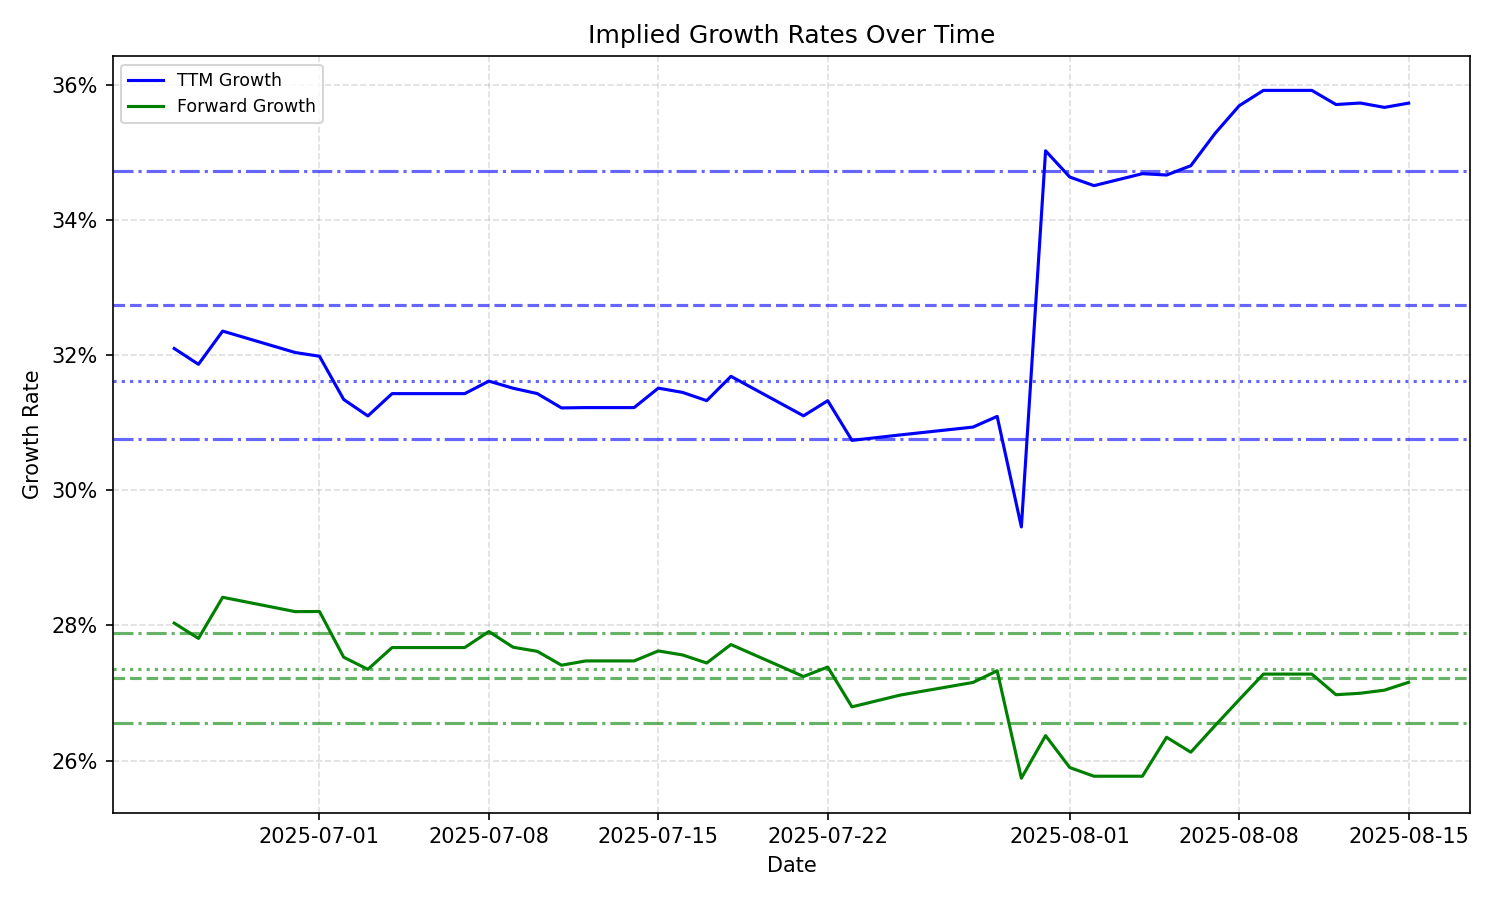 Implied Growth Rates Over Time
TTM Growth
Forward Growth
36%
34%
32%
30%
28%
26%
Growth Rate
2025-07-01
2025-07-08
2025-07-15
2025-07-22
2025-08-01
2025-08-08
2025-08-15
Date